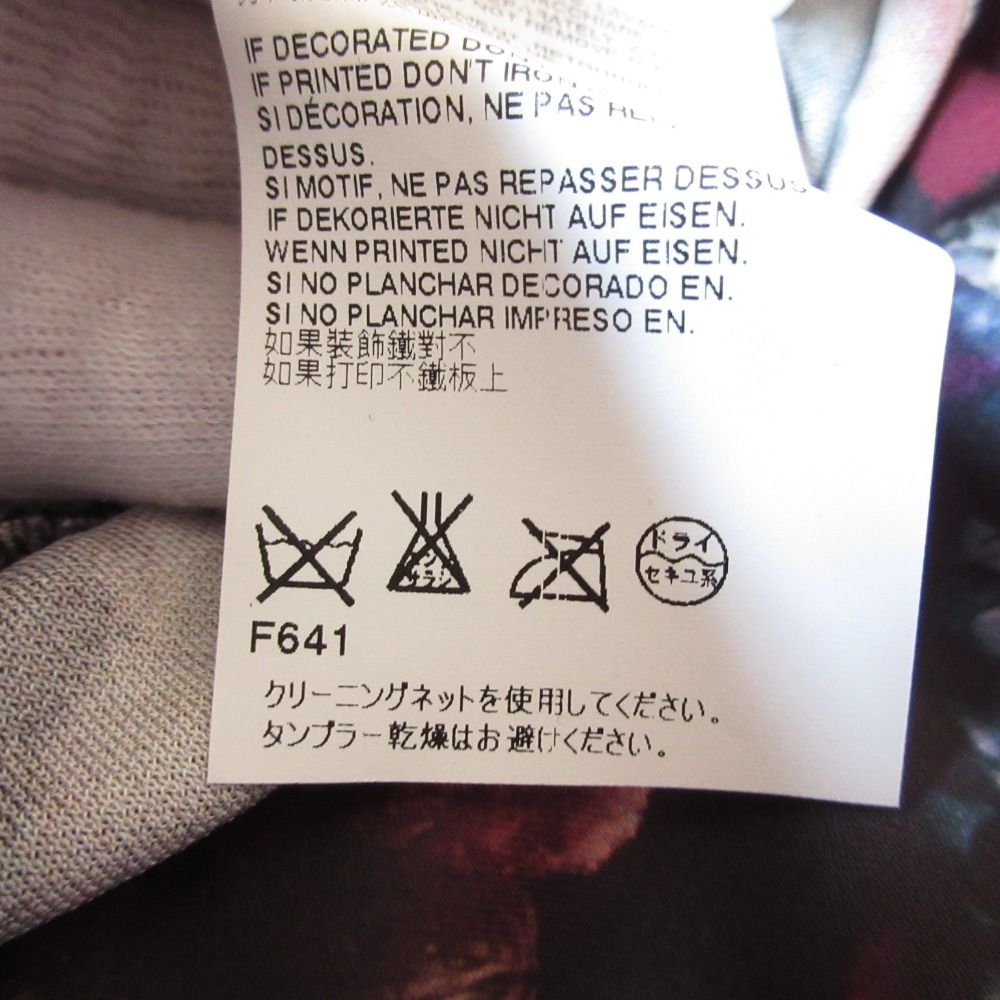 IF DECORATED
IF PRINTED DON'T IRON
SI DÉCORATION, NE PAS
DESSUS.
SI MOTIF, NE PAS REPASSER DESSUS
IF DEKORIERTE NICHT AUF EISEN.
WENN PRINTED NICHT AUF EISEN.
SI NO PLANCHAR DECORADO EN.
SI NO PLANCHAR IMPRESO EN.
如果裝飾鐵對不
如果打印不鐵板上
ドライ
セキユ系
F641
クリーニングネットを使用してください。
タンブラー乾燥はお避けください。